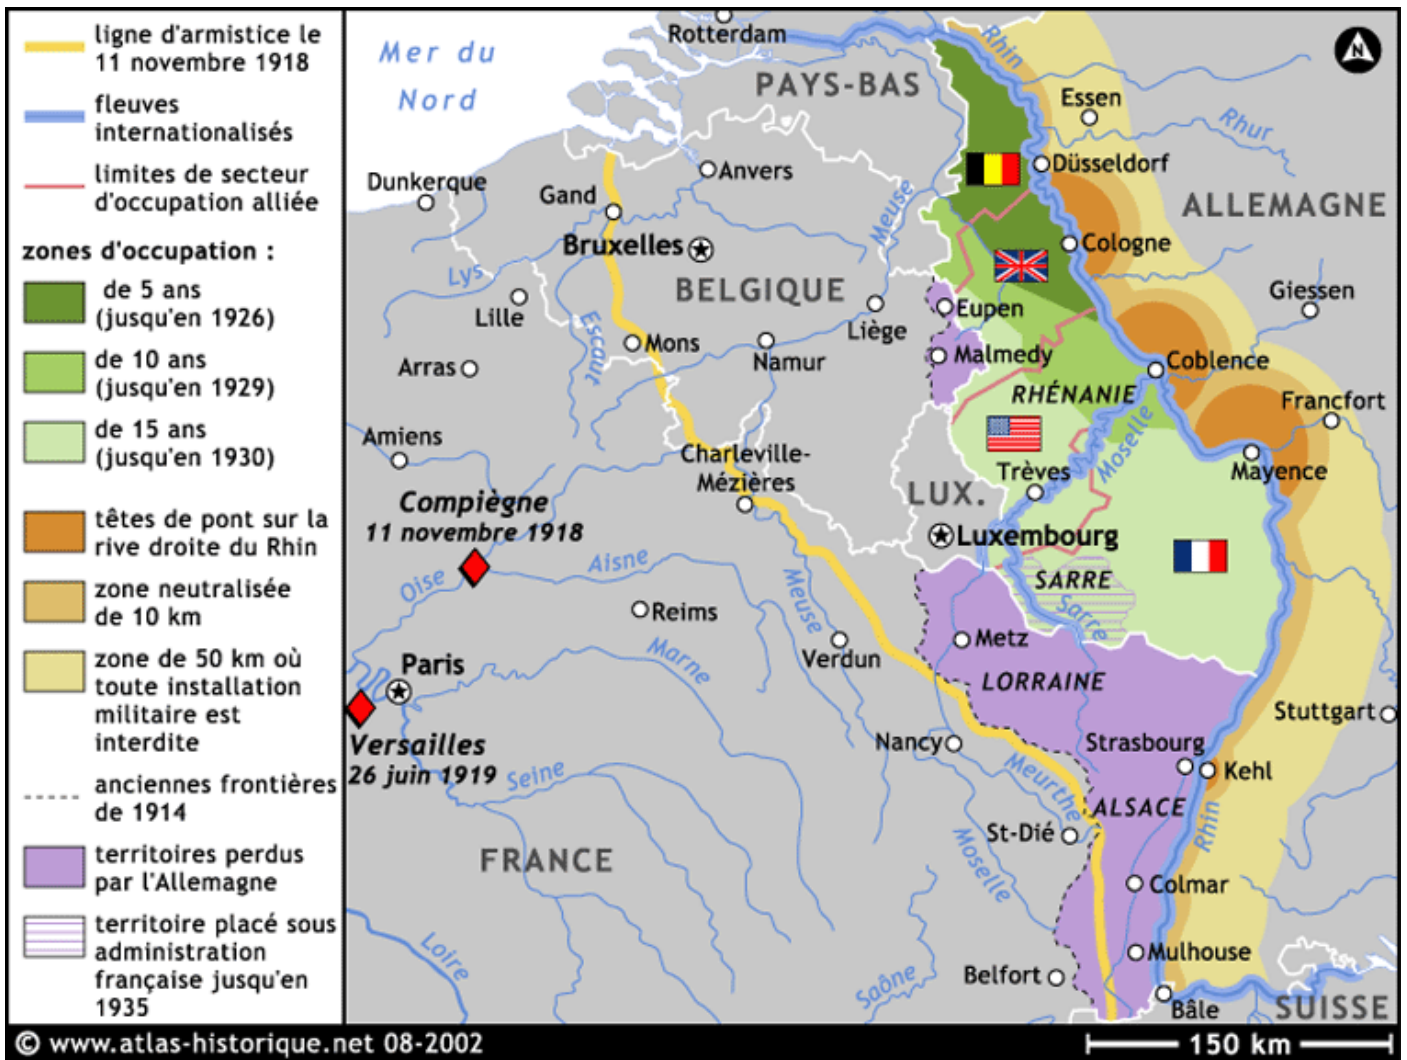 ligne d'armistice le
11 novembre 1918
fleuves
internationalisés
limites de secteur
d'occupation alliée
zones d'occupation :
de 5 ans
(jusqu'en 1926)
de 10 ans
(jusqu'en 1929)
de 15 ans
(jusqu'en 1930)
têtes de pont sur la
rive droite du Rhin
zone neutralisée
de 10 km
zone de 50 km où
toute installation
militaire est
interdite
anciennes frontières
de 1914
territoires perdus
par l'Allemagne
territoire placé sous
administration
française jusqu'en
1935
Mer du
Nord
Rotterdam
PAYS-BAS
Rhin
N
Essen
Rhur
Düsseldorf
ALLEMAGNE
Dunkerque
Gand
Anvers
Meuse
Bruxelles
Cologne
Lys
BELGIQUE
Giessen
Lille
Escaut
Liège
Eupen
Mons
Namur
Malmedy
Coblence
Arras
RHÉNANIE
Francfort
Amiens
Charleville-
Mézières
Moselle
Mayence
Trèves
Compiègne
11 novembre 1918
LUX.
Luxembourg
Oise
Aisne
Meuse
SARRE
Sarre
Reims
Marne
Verdun
Metz
Paris
LORRAINE
Stuttgart
Versailles
26 juin 1919
Seine
Nancy
Meurthe
Strasbourg
Kehl
ALSACE
Rhin
St-Dié
FRANCE
Moselle
Colmar
Loire
Saône
Belfort
Mulhouse
Bâle
SUISSE
© www.atlas-historique.net 08-2002
150 km